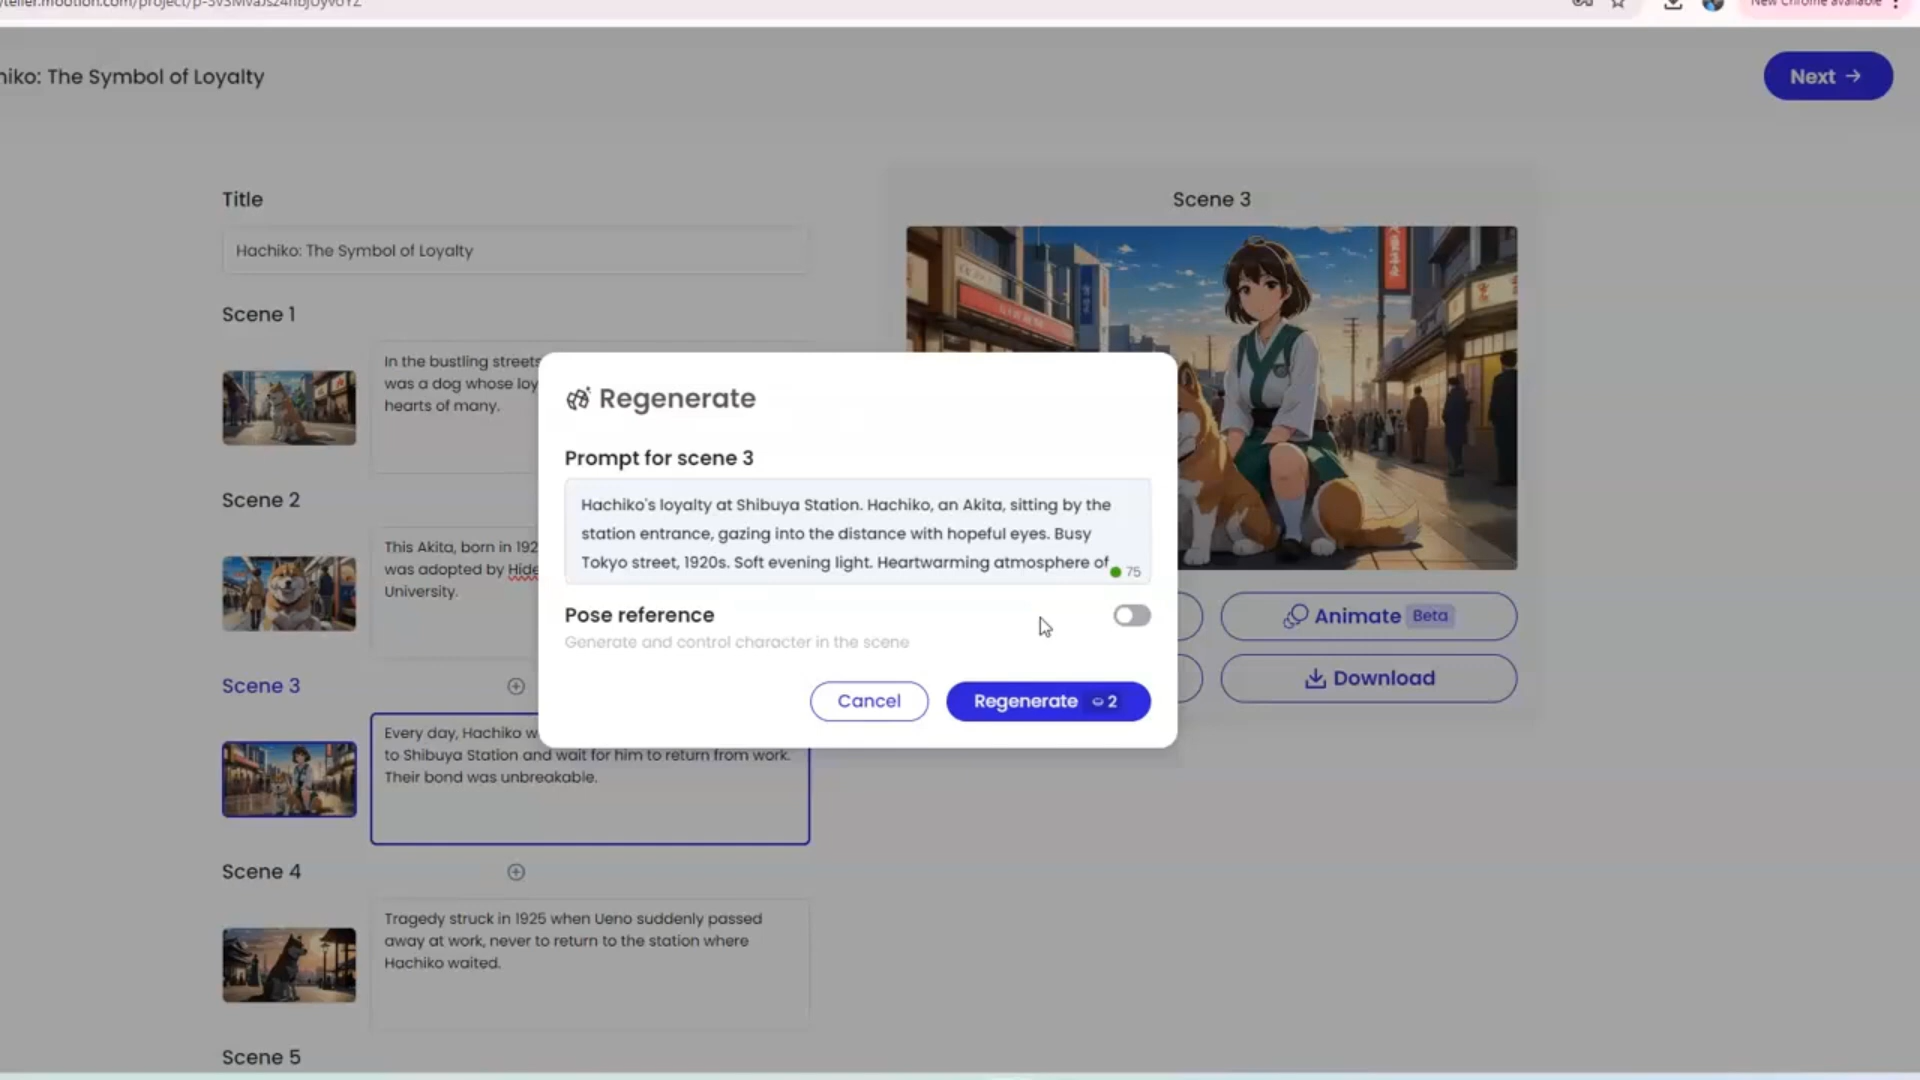 New Chrome available
Hachiko: The Symbol of Loyalty
Next →
Title
Hachiko: The Symbol of Loyalty
Scene 1
In the bustling streets
was a dog whose loy
hearts of many.
Scene 2
This Akita, born in 192
was adopted by Hide
University.
Scene 3
Every day, Hachiko w
to Shibuya Station and wait for him to return from work.
Their bond was unbreakable.
Scene 4
Tragedy struck in 1925 when Ueno suddenly passed
away at work, never to return to the station where
Hachiko waited.
Scene 5
Scene 3
Animate Beta
Download
Regenerate
Prompt for scene 3
Hachiko's loyalty at Shibuya Station. Hachiko, an Akita, sitting by the
station entrance, gazing into the distance with hopeful eyes. Busy
Tokyo street, 1920s. Soft evening light. Heartwarming atmosphere of
75
Pose reference
Generate and control character in the scene
Cancel
Regenerate 2